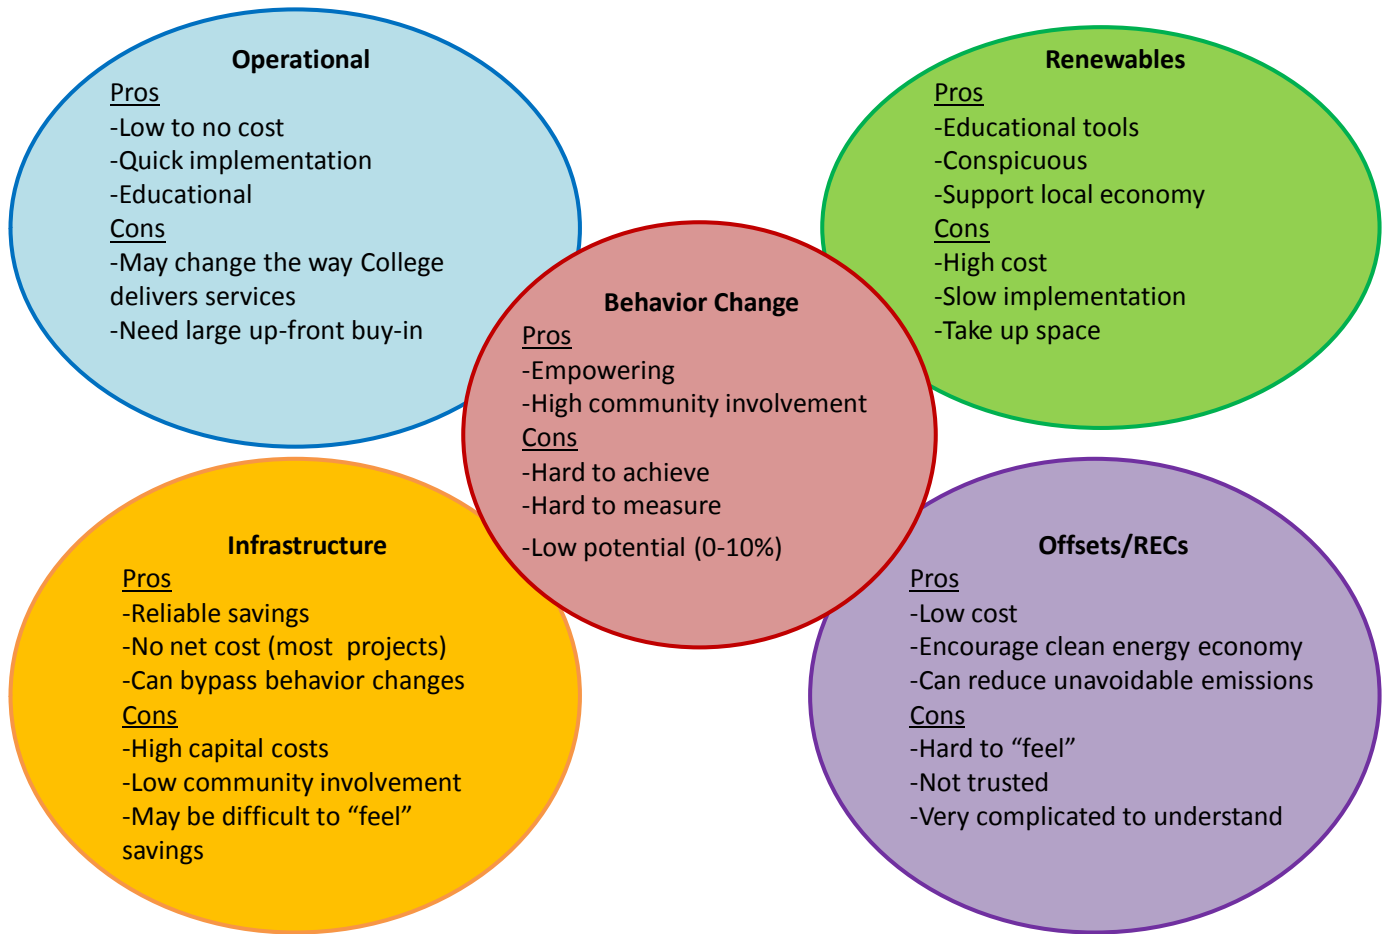 Operational
Pros
-Low to no cost
-Quick implementation
-Educational
Cons
-May change the way College
delivers services
-Need large up-front buy-in
Renewables
Pros
-Educational tools
-Conspicuous
-Support local economy
Cons
-High cost
-Slow implementation
-Take up space
Behavior Change
Pros
-Empowering
-High community involvement
Cons
-Hard to achieve
-Hard to measure
-Low potential (0-10%)
Infrastructure
Pros
-Reliable savings
-No net cost (most  projects)
-Can bypass behavior changes
Cons
-High capital costs
-Low community involvement
-May be difficult to “feel”
savings
Offsets/RECs
Pros
-Low cost
-Encourage clean energy economy
-Can reduce unavoidable emissions
Cons
-Hard to “feel”
-Not trusted
-Very complicated to understand